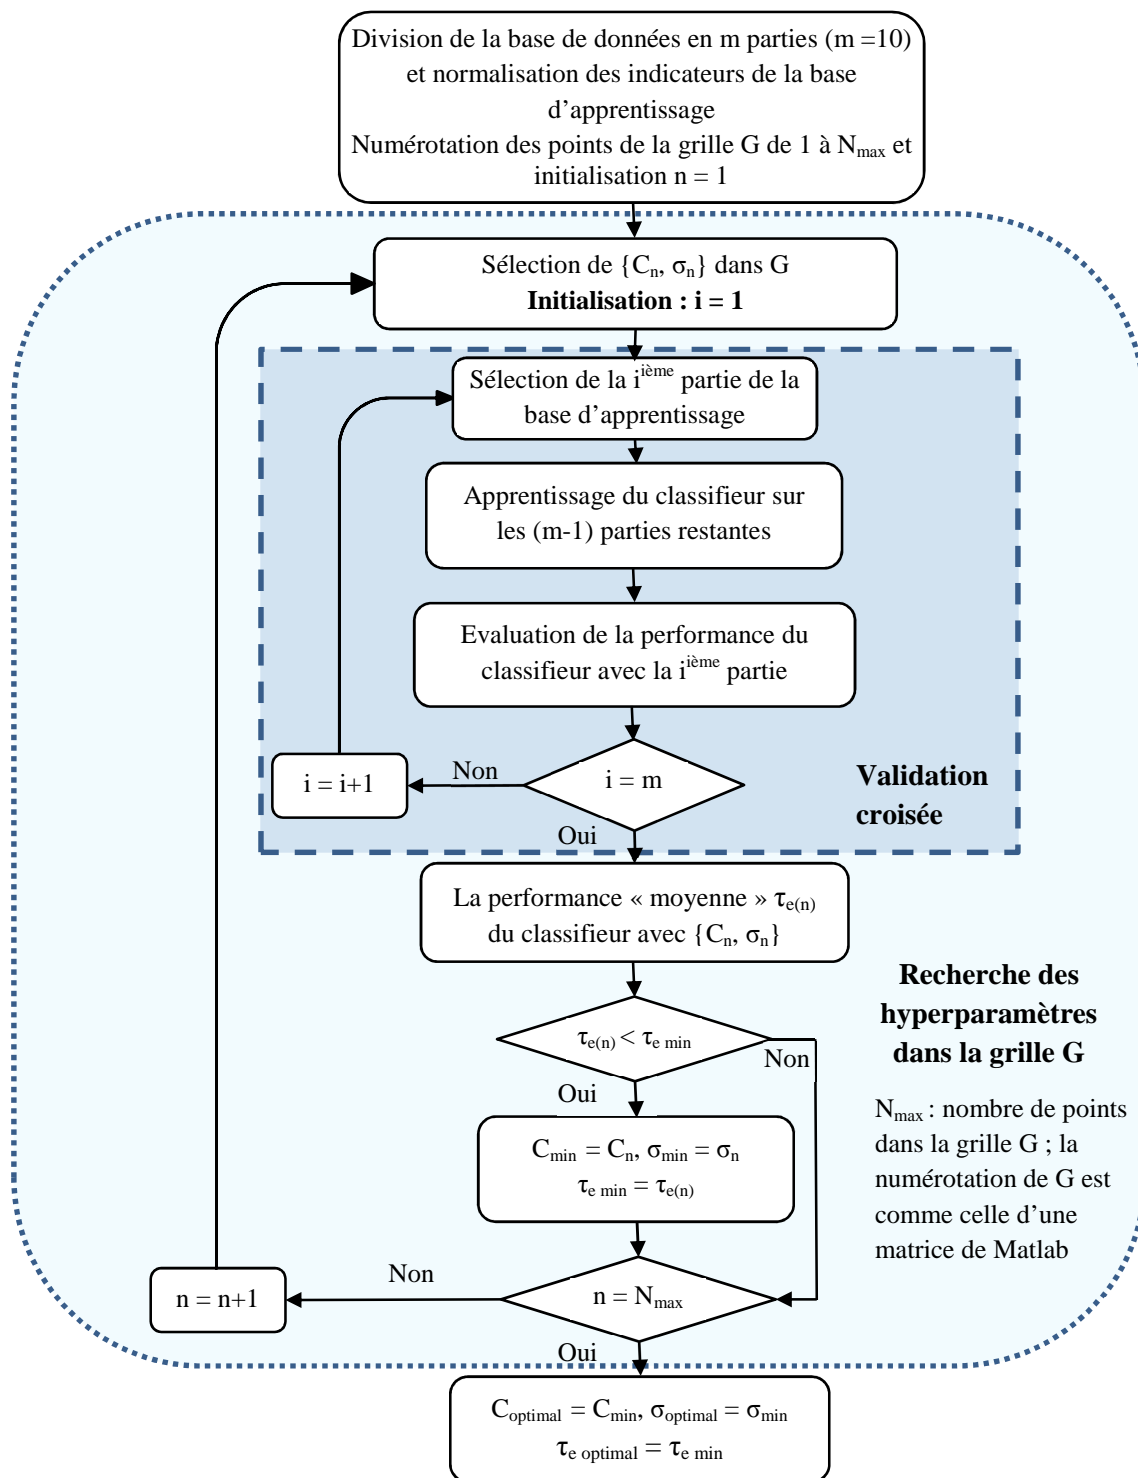 Division de la base de données en m parties (m =10)
et normalisation des indicateurs de la base
d’apprentissage
Numérotation des points de la grille G de 1 à Nmax et
initialisation n = 1
Sélection de {Cn, σn} dans G
Initialisation : i = 1
Sélection de la iième partie de la
base d’apprentissage
Apprentissage du classifieur sur
les (m-1) parties restantes
Evaluation de la performance du
classifieur avec la iième partie
i = m
Non
i = i+1
Oui
Validation
croisée
La performance « moyenne » τe(n)
du classifieur avec {Cn, σn}
τe(n) < τe min
Non
Oui
Cmin = Cn, σmin = σn
τe min = τe(n)
Recherche des
hyperparamètres
dans la grille G
Nmax : nombre de points
dans la grille G ; la
numérotation de G est
comme celle d’une
matrice de Matlab
n = Nmax
Non
n = n+1
Oui
Coptimal = Cmin, σoptimal = σmin
τe optimal = τe min